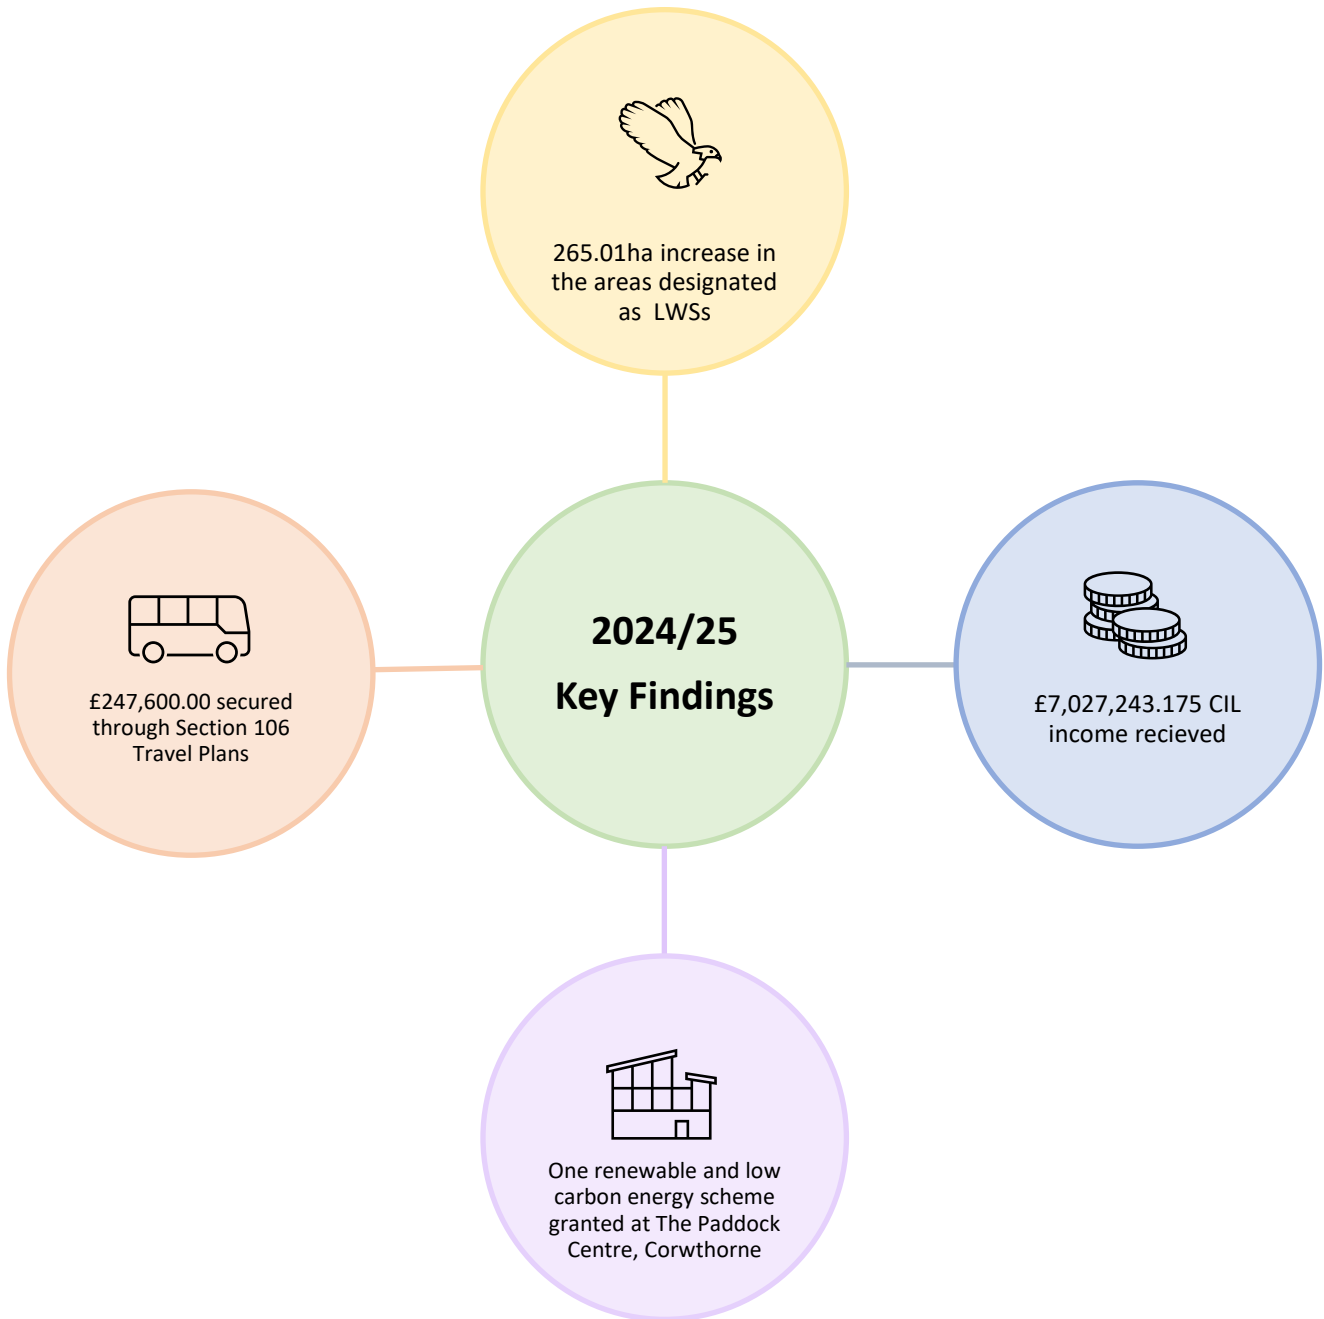 265.01ha increase in
the areas designated
as LWSs
£247,600.00 secured
through Section 106
Travel Plans
2024/25
Key Findings
£7,027,243.175 CIL
income recieved
One renewable and low
carbon energy scheme
granted at The Paddock
Centre, Corwthorne